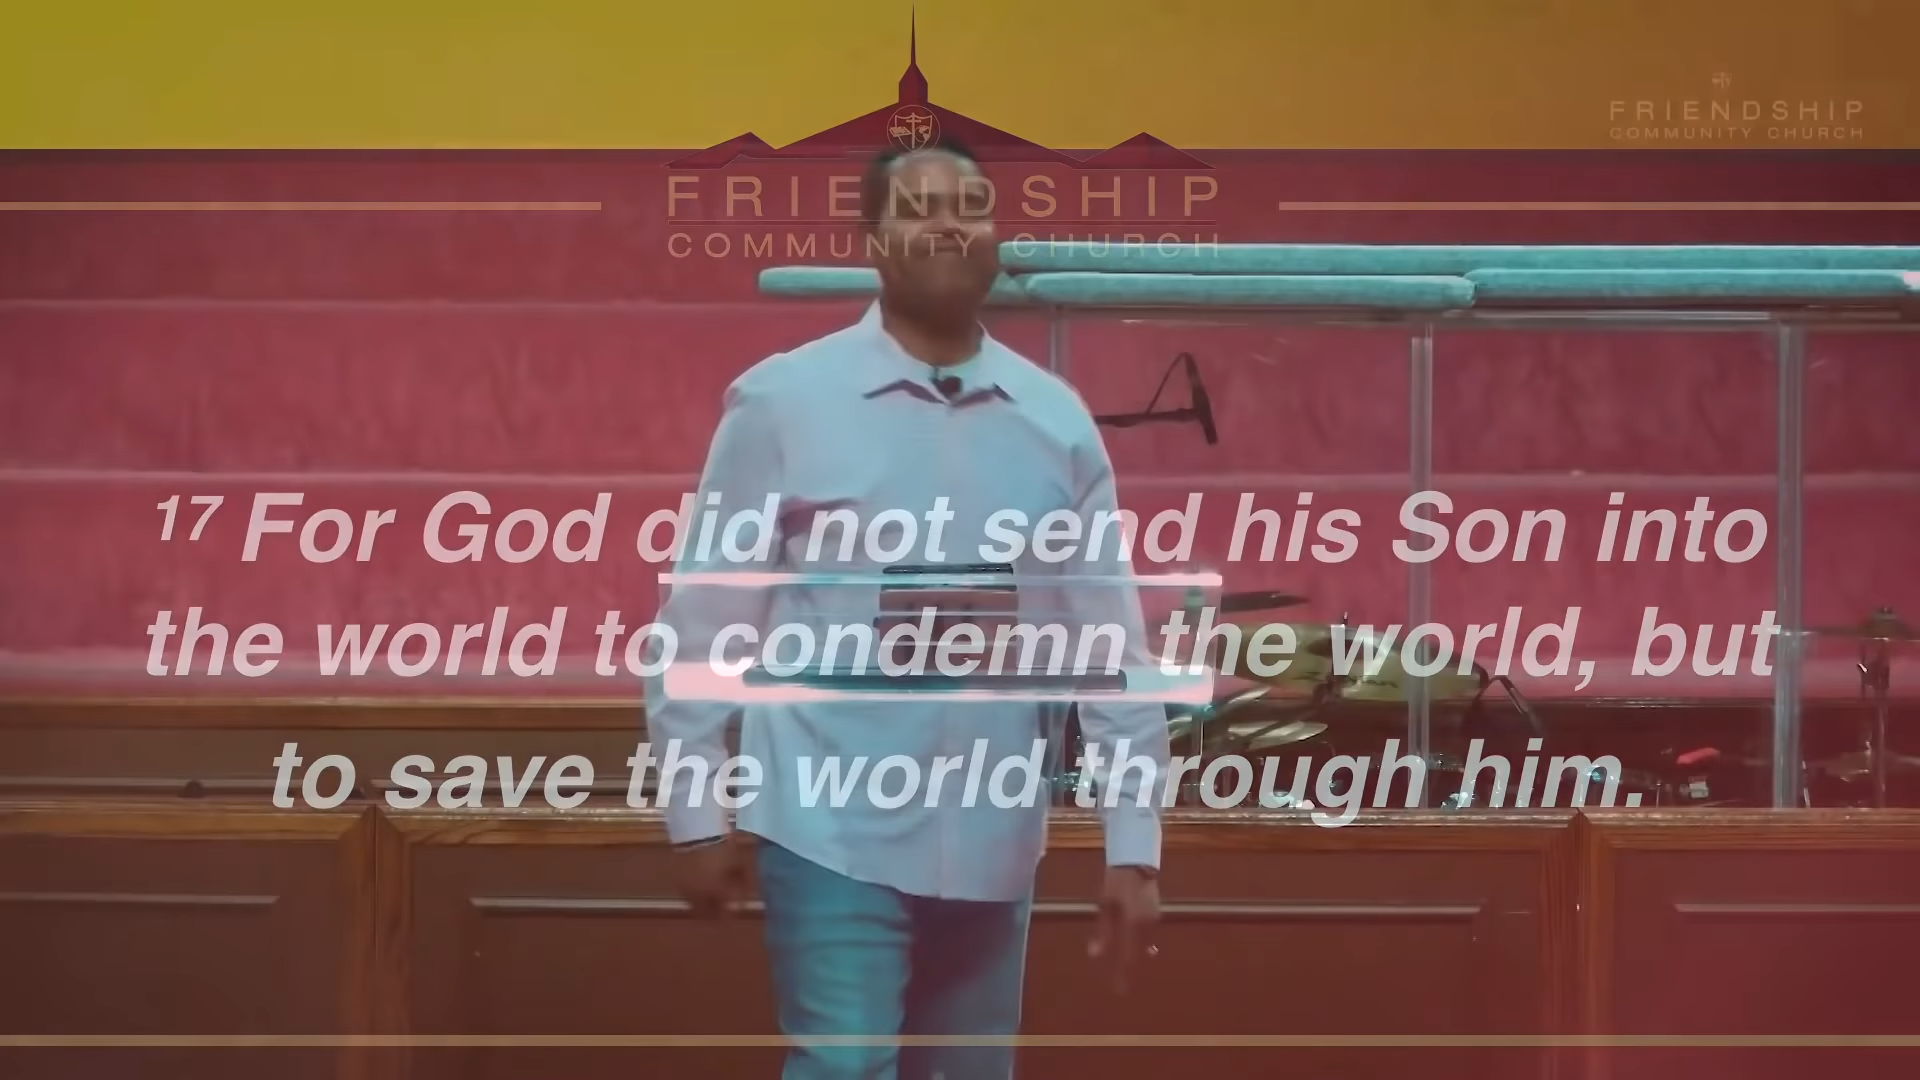 FRIENDSHIP
COMMUNITY CHURCH
FRIENDSHIP
COMMUNITY CHURCH
17 For God did not send his Son into
the world to condemn the world, but
to save the world through him.